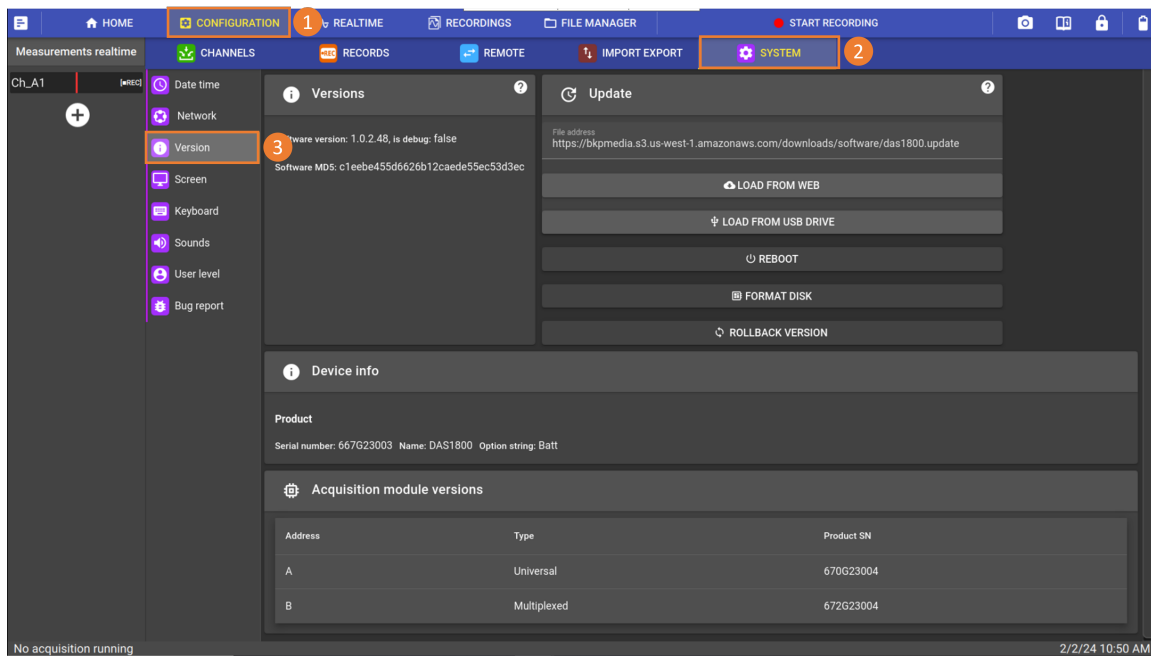 HOME
CONFIGURATION
1
REALTIME
RECORDINGS
FILE MANAGER
START RECORDING
Measurements realtime
CHANNELS
REC
RECORDS
REMOTE
IMPORT EXPORT
SYSTEM
2
Ch_A1
[■REC]
Date time
Network
Version
3
Screen
Keyboard
Sounds
User level
Bug report
Versions
?
tware version: 1.0.2.48, is debug: false
Software MD5: c1eebe455d6626b12caede55ec53d3ec
Update
?
File address
https://bkpmedia.s3.us-west-1.amazonaws.com/downloads/software/das1800.update
LOAD FROM WEB
LOAD FROM USB DRIVE
REBOOT
FORMAT DISK
ROLLBACK VERSION
Device info
Product
Serial number: 667G23003 Name: DAS1800 Option string: Batt
Acquisition module versions
Address Type Product SN
A Universal 670G23004
B Multiplexed 672G23004
No acquisition running
2/2/24 10:50 AM